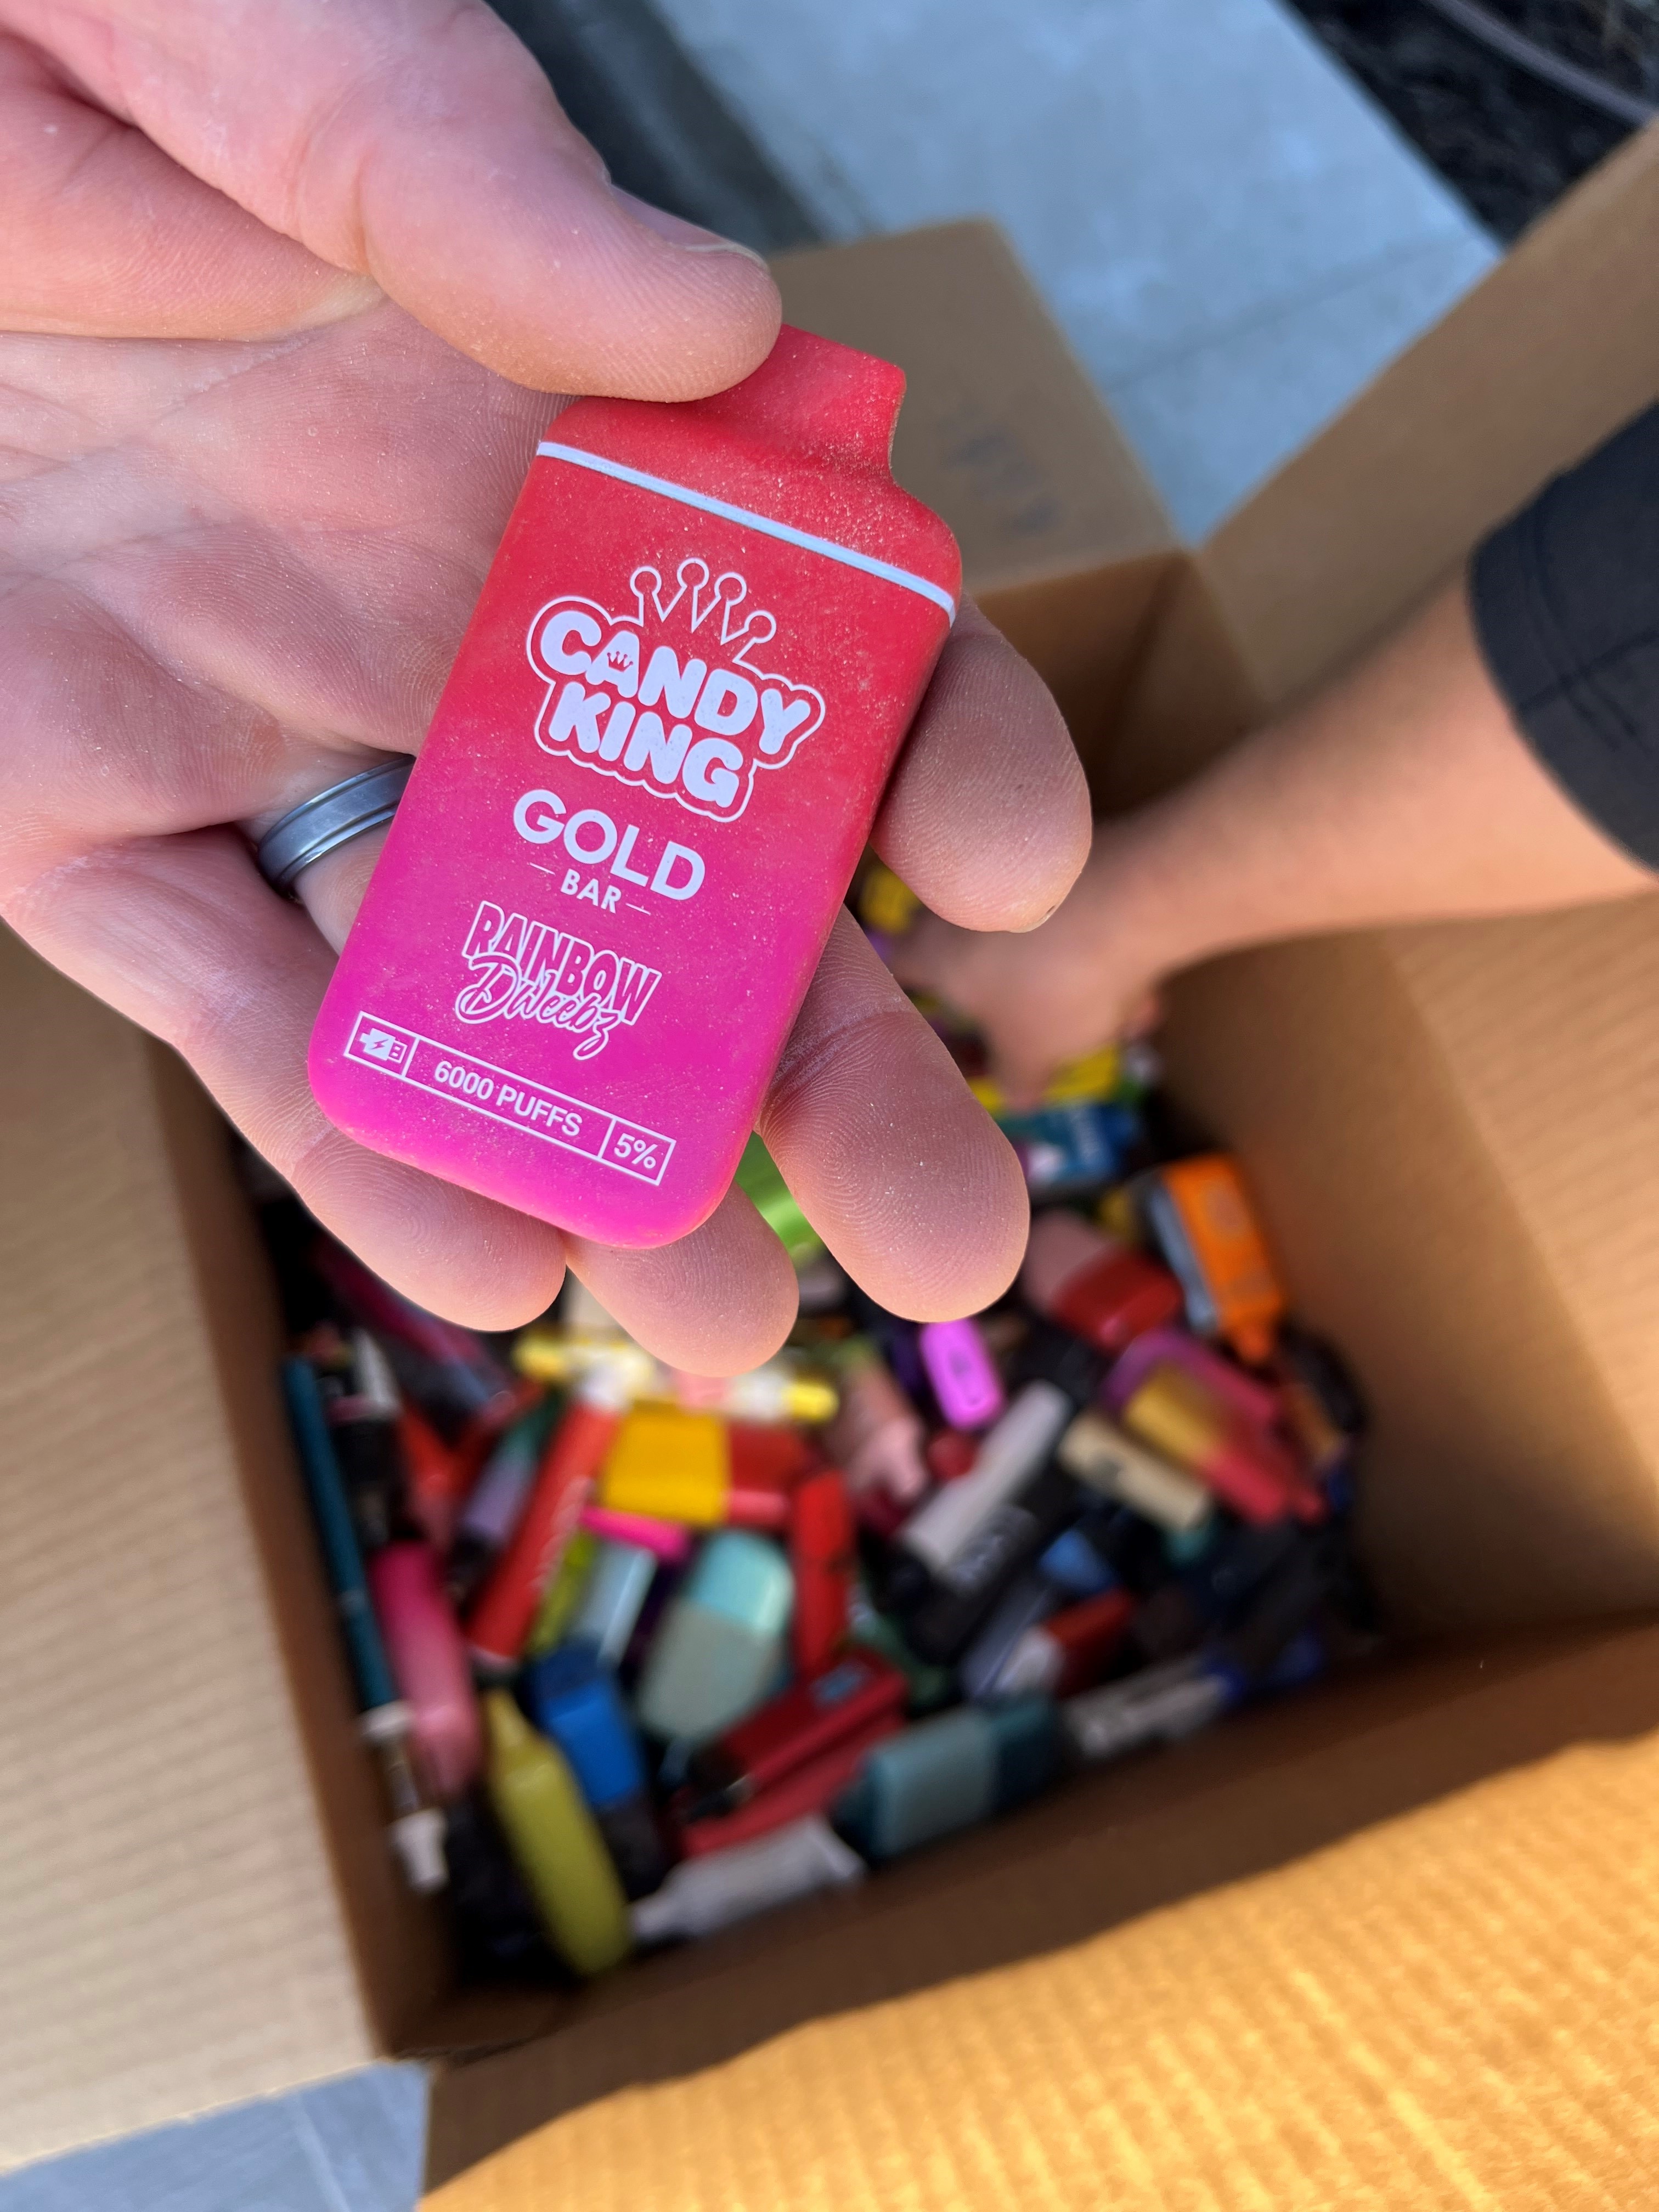 CANDY
KING
GOLD
BAR
RAINBOW
Dweebz
6000 PUFFS
5%